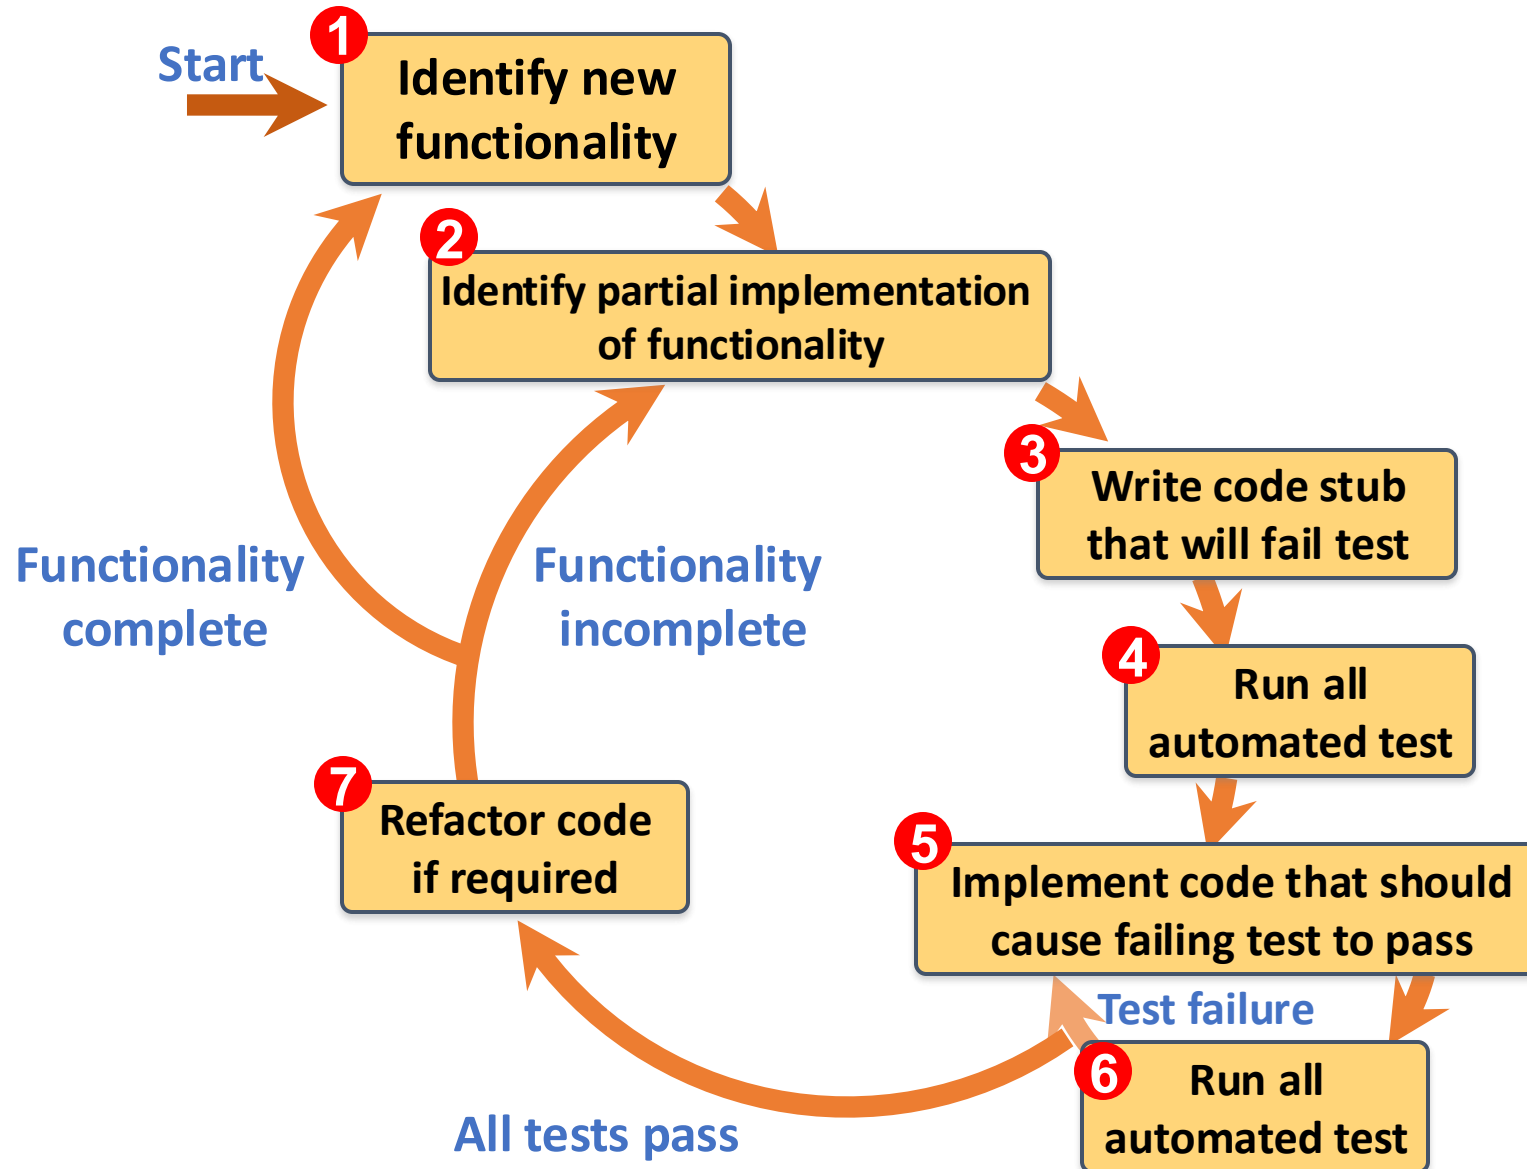 Start
1
Identify new
functionality
2
Identify partial implementation
of functionality
3
Write code stub
that will fail test
4
Run all
automated test
5
Implement code that should
cause failing test to pass
Test failure
6
Run all
automated test
All tests pass
7
Refactor code
if required
Functionality
incomplete
Functionality
complete